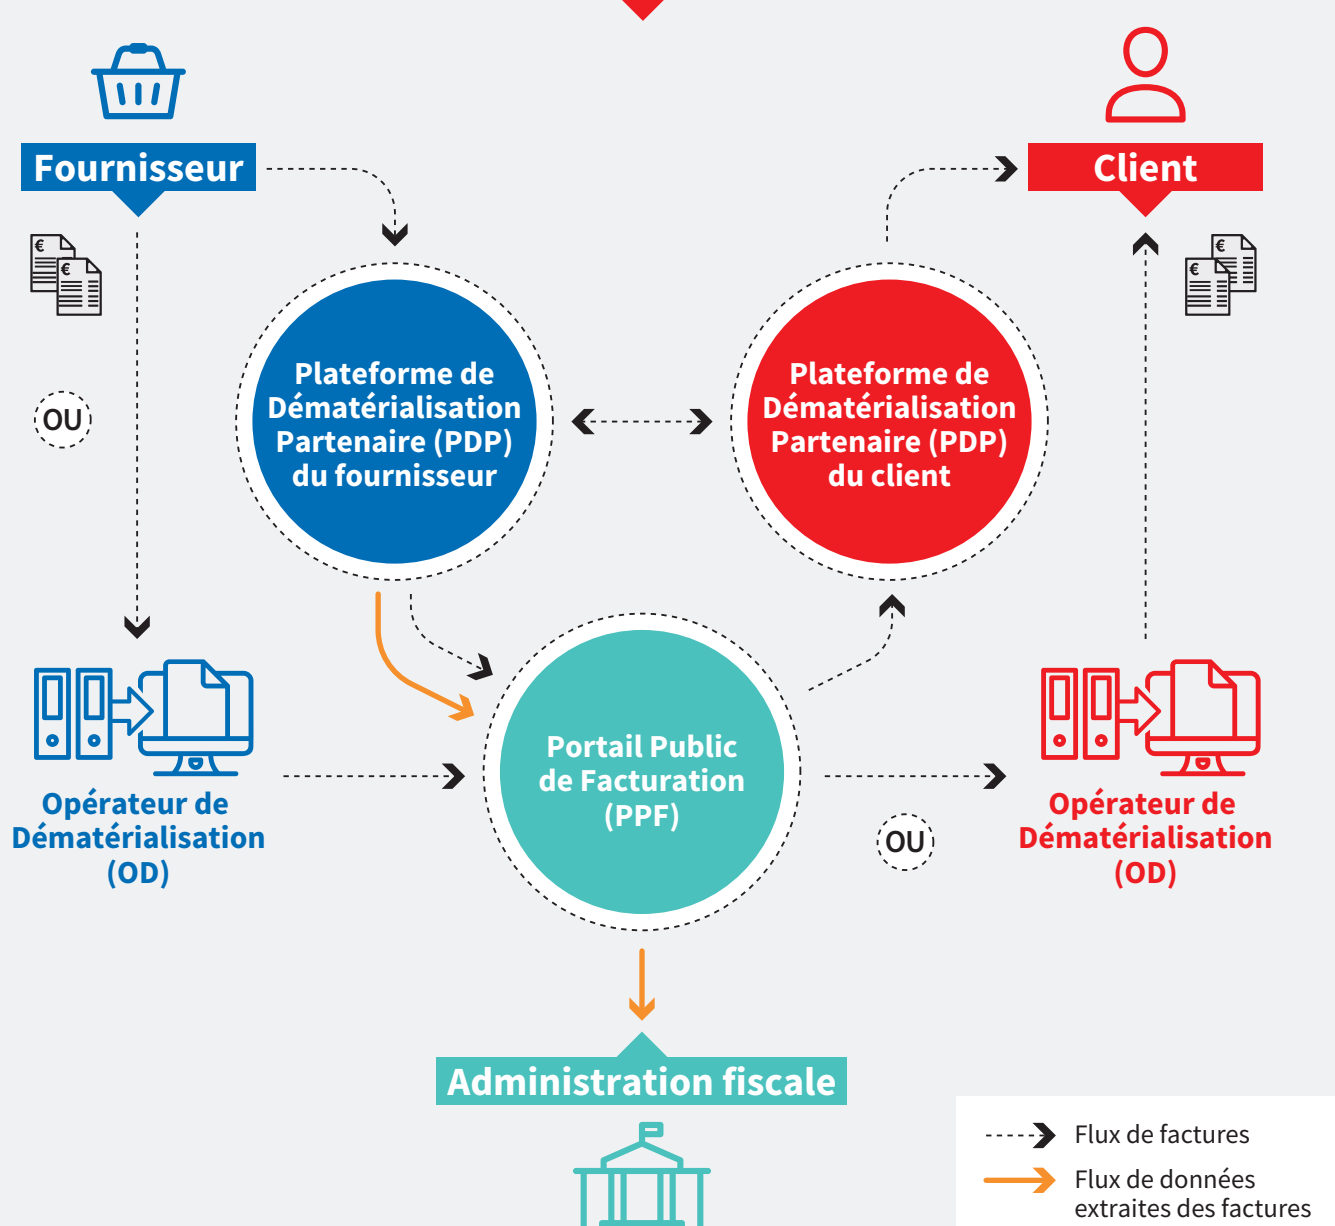 Fournisseur
Client
€
€
€
€
OU
Plateforme de
Dématérialisation
Partenaire (PDP)
du fournisseur
Plateforme de
Dématérialisation
Partenaire (PDP)
du client
Portail Public
de Facturation
(PPF)
Opérateur de
Dématérialisation
(OD)
OU
Opérateur de
Dématérialisation
(OD)
Administration fiscale
Flux de factures
Flux de données
extraites des factures